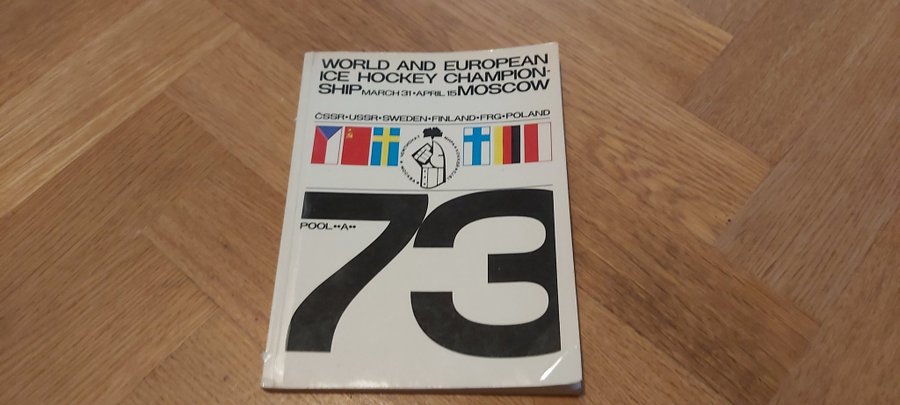 WORLD AND EUROPEAN
ICE HOCKEY CHAMPION-
SHIP MARCH 31•APRIL 15 MOSCOW
ČSSR•USSR•SWEDEN•FINLAND•FRG•POLAND
73
POOL••A••